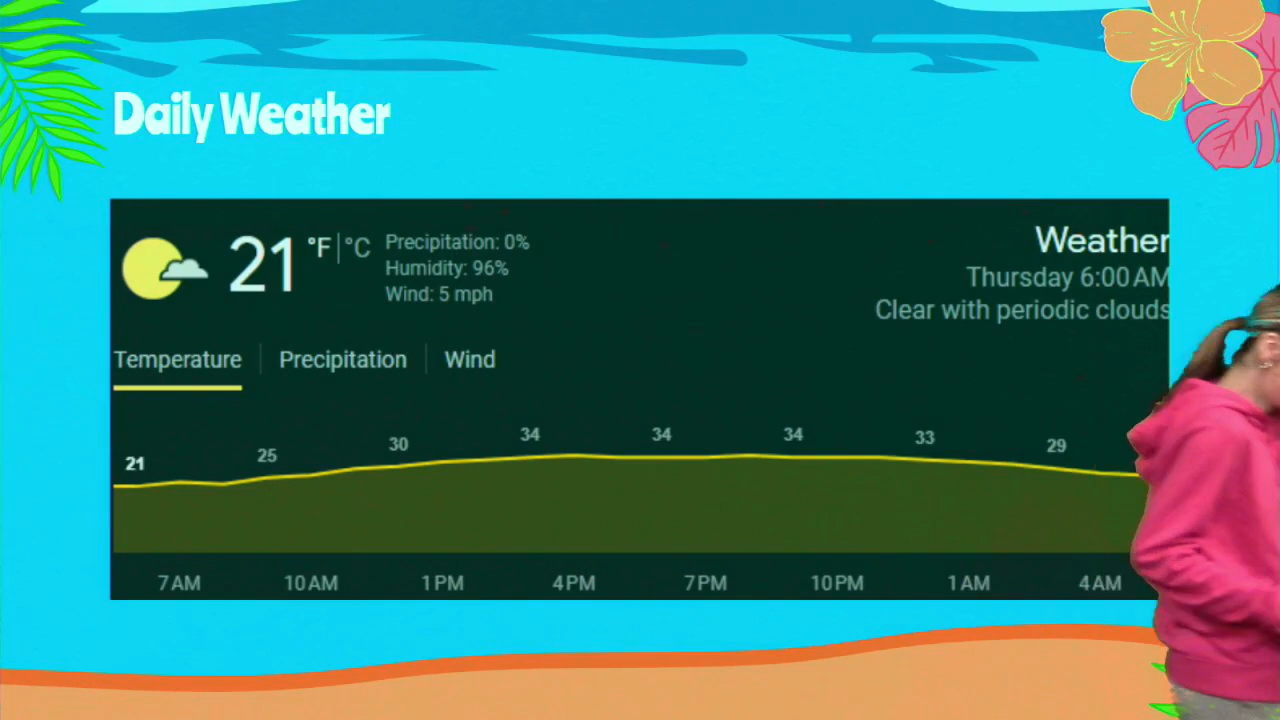 Daily Weather
21 °F | °C
Precipitation: 0%
Humidity: 96%
Wind: 5 mph
Weather
Thursday 6:00 AM
Clear with periodic clouds
Temperature | Precipitation | Wind
21 25 30 34 34 34 33 29
7 AM 10 AM 1 PM 4 PM 7 PM 10 PM 1 AM 4 AM